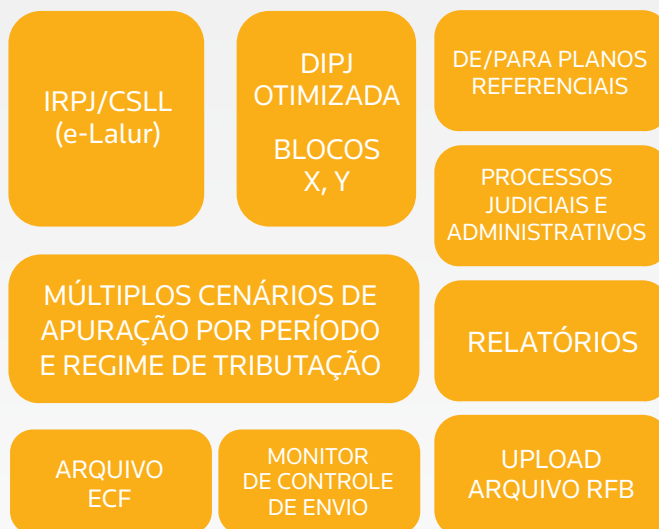 IRPJ/CSLL
(e-Lalur)
DIPJ
OTIMIZADA
BLOCOS
X, Y
DE/PARA PLANOS
REFERENCIAIS
PROCESSOS
JUDICIAIS E
ADMINISTRATIVOS
MÚLTIPLOS CENÁRIOS DE
APURAÇÃO POR PERÍODO
E REGIME DE TRIBUTAÇÃO
RELATÓRIOS
ARQUIVO
ECF
MONITOR
DE CONTROLE
DE ENVIO
UPLOAD
ARQUIVO RFB